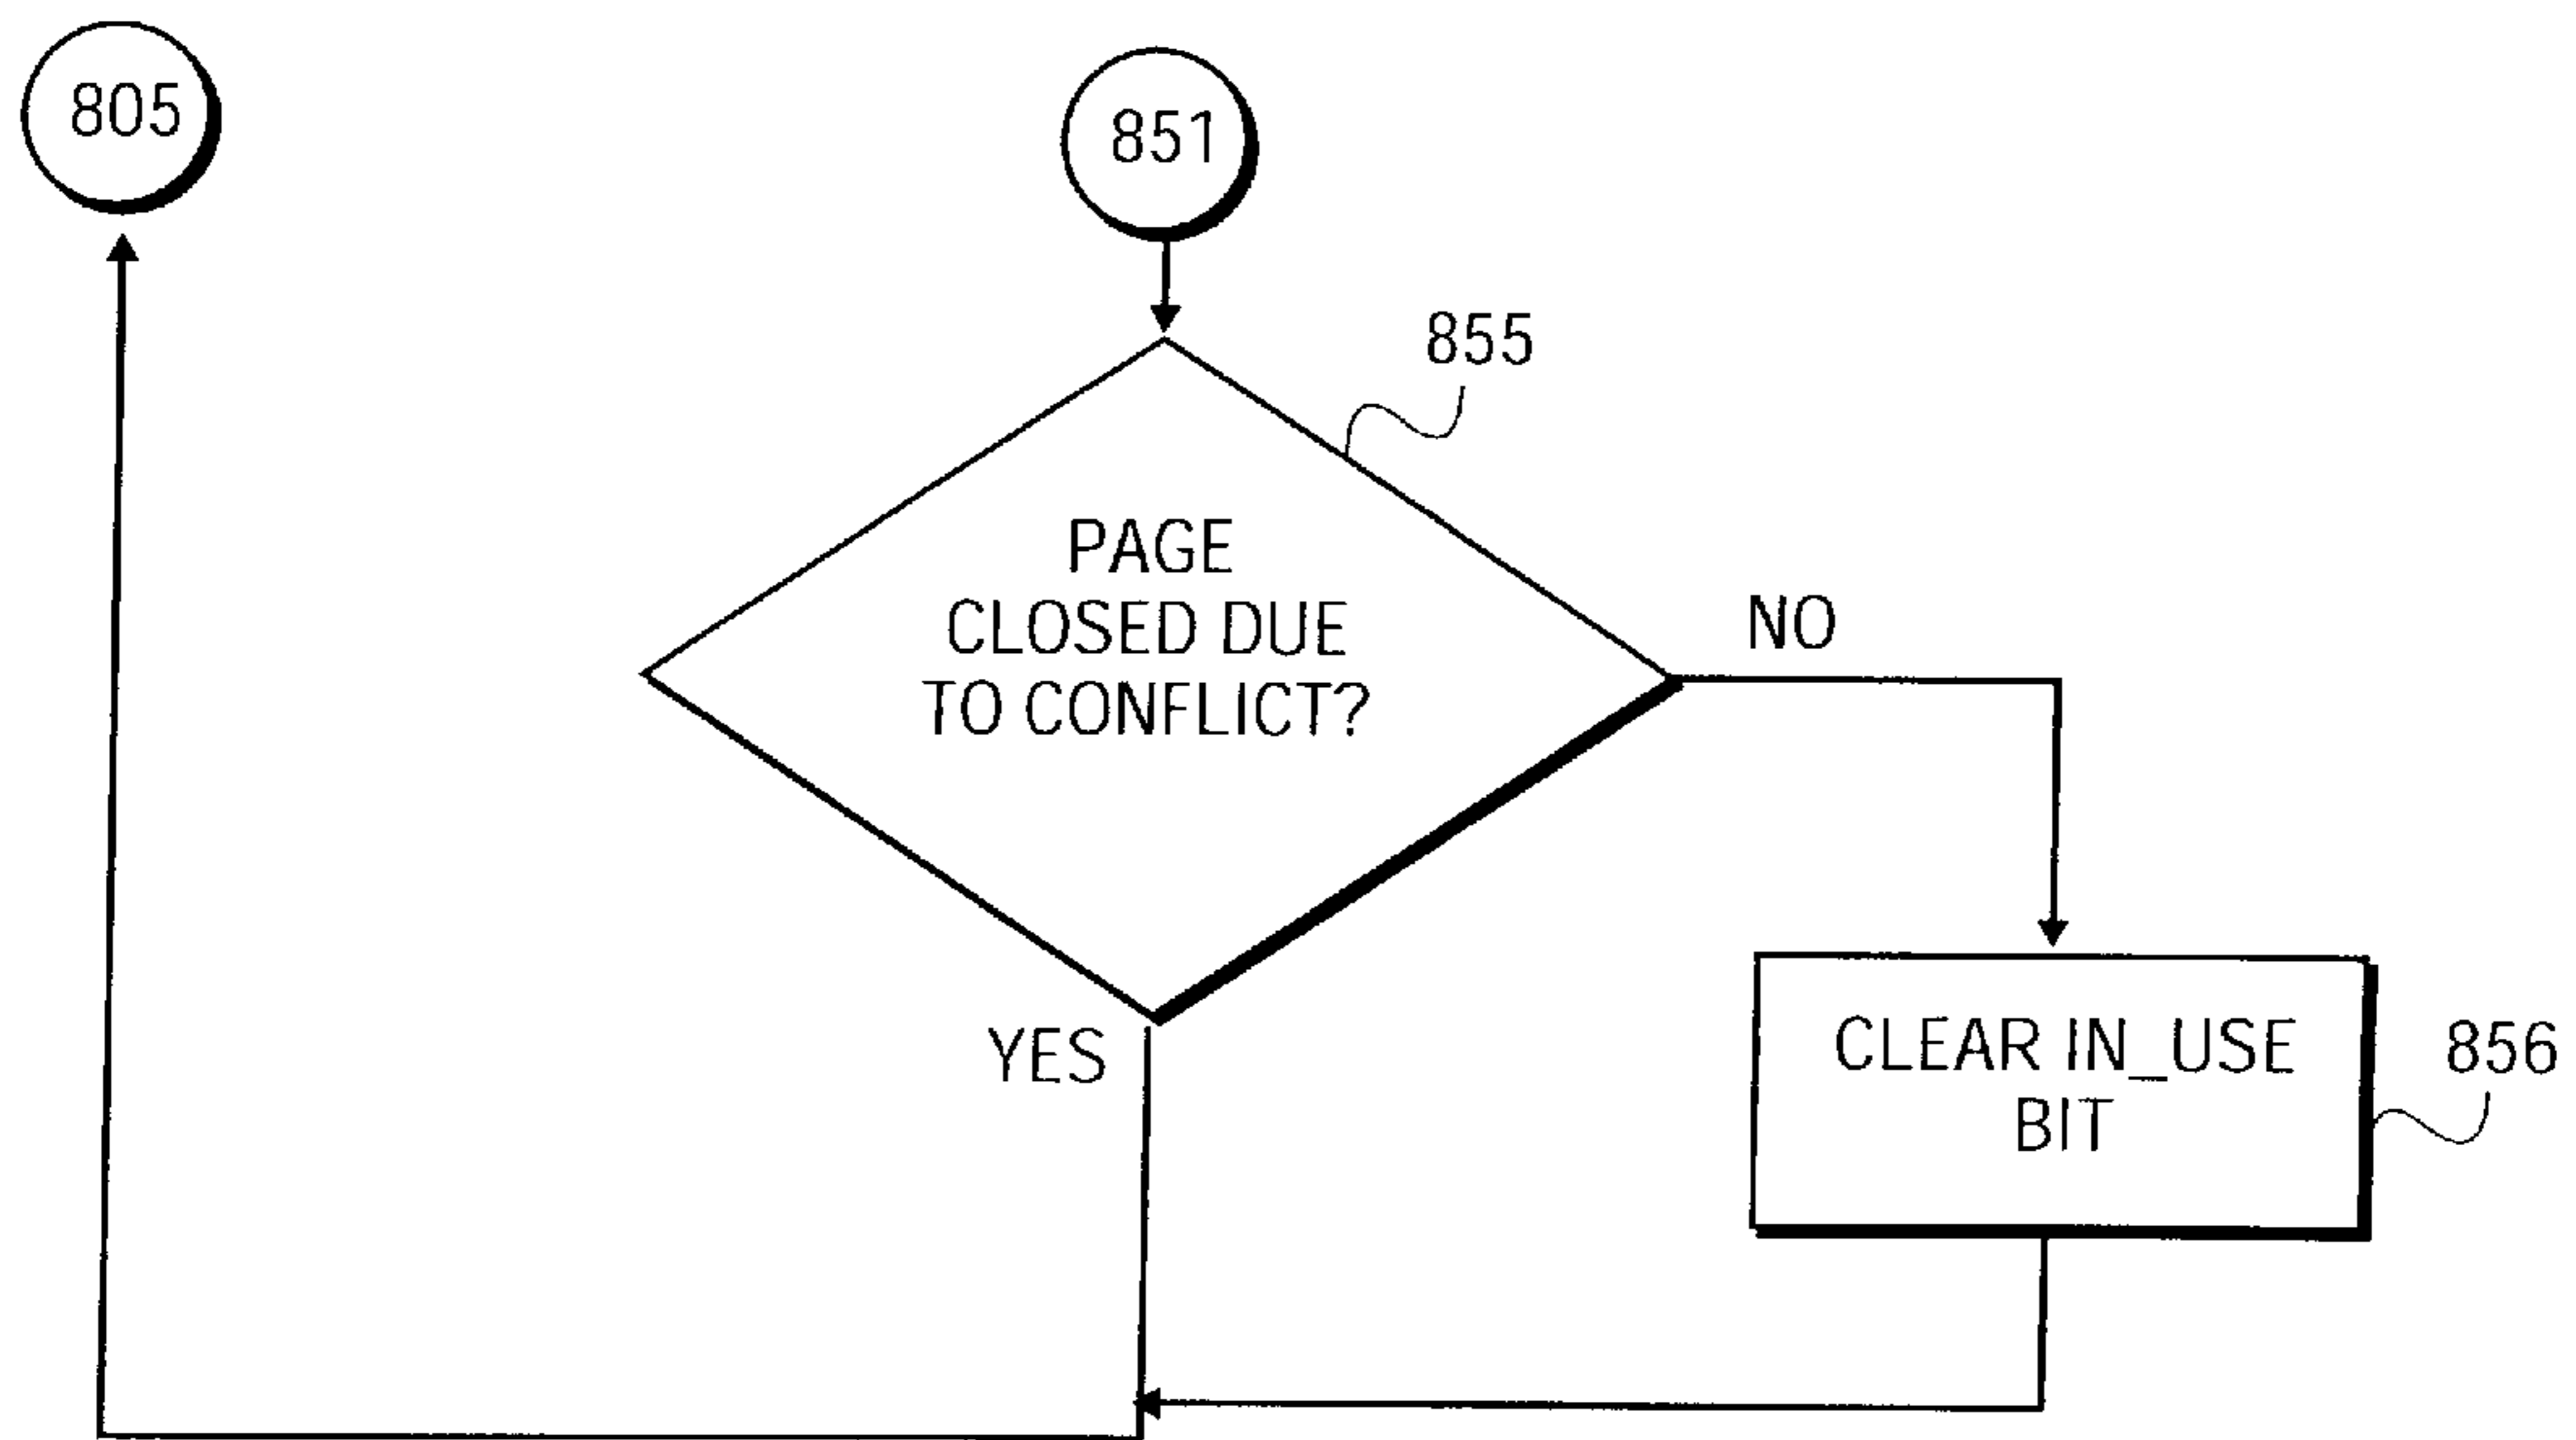 805
851
855
PAGE
CLOSED DUE
TO CONFLICT?
NO
YES
CLEAR IN_USE
BIT
856